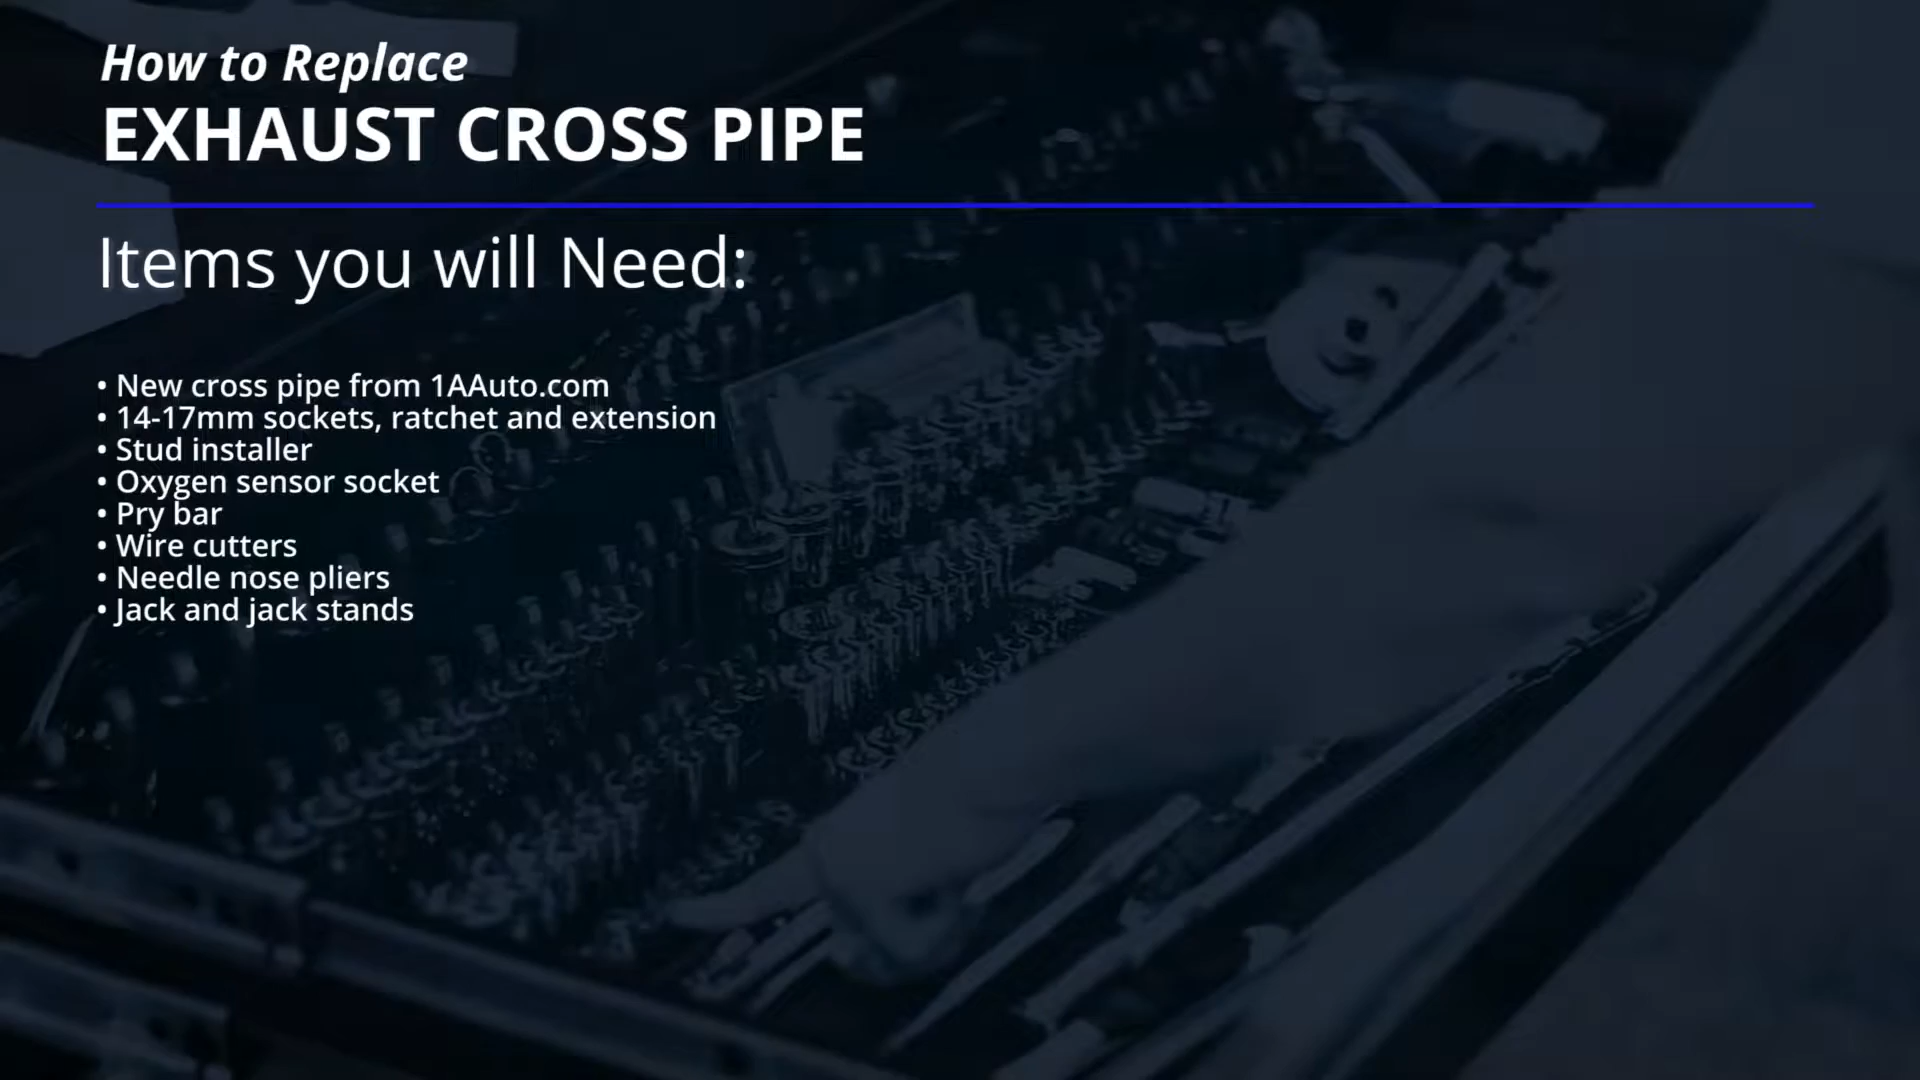 How to Replace
EXHAUST CROSS PIPE
Items you will Need:
• New cross pipe from 1AAuto.com
• 14-17mm sockets, ratchet and extension
• Stud installer
• Oxygen sensor socket
• Pry bar
• Wire cutters
• Needle nose pliers
• Jack and jack stands